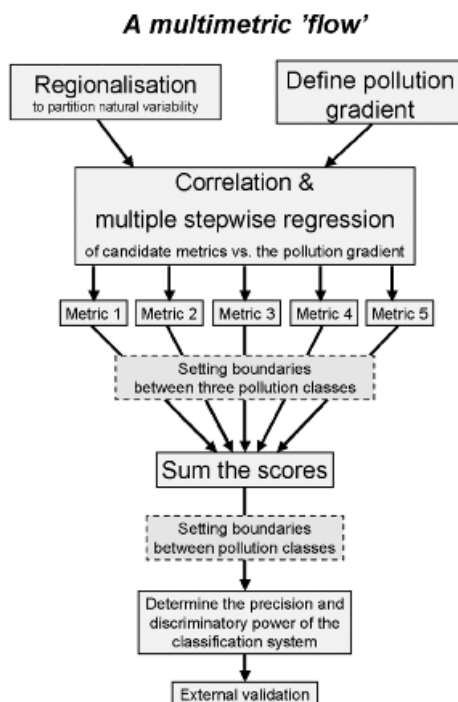 A multimetric 'flow'
Regionalisation
to partition natural variability
Define pollution
gradient
Correlation &
multiple stepwise regression
of candidate metrics vs. the pollution gradient
Metric 1
Metric 2
Metric 3
Metric 4
Metric 5
Setting boundaries
between three pollution classes
Sum the scores
Setting boundaries
between pollution classes
Determine the precision and
discriminatory power of the
classification system
External validation